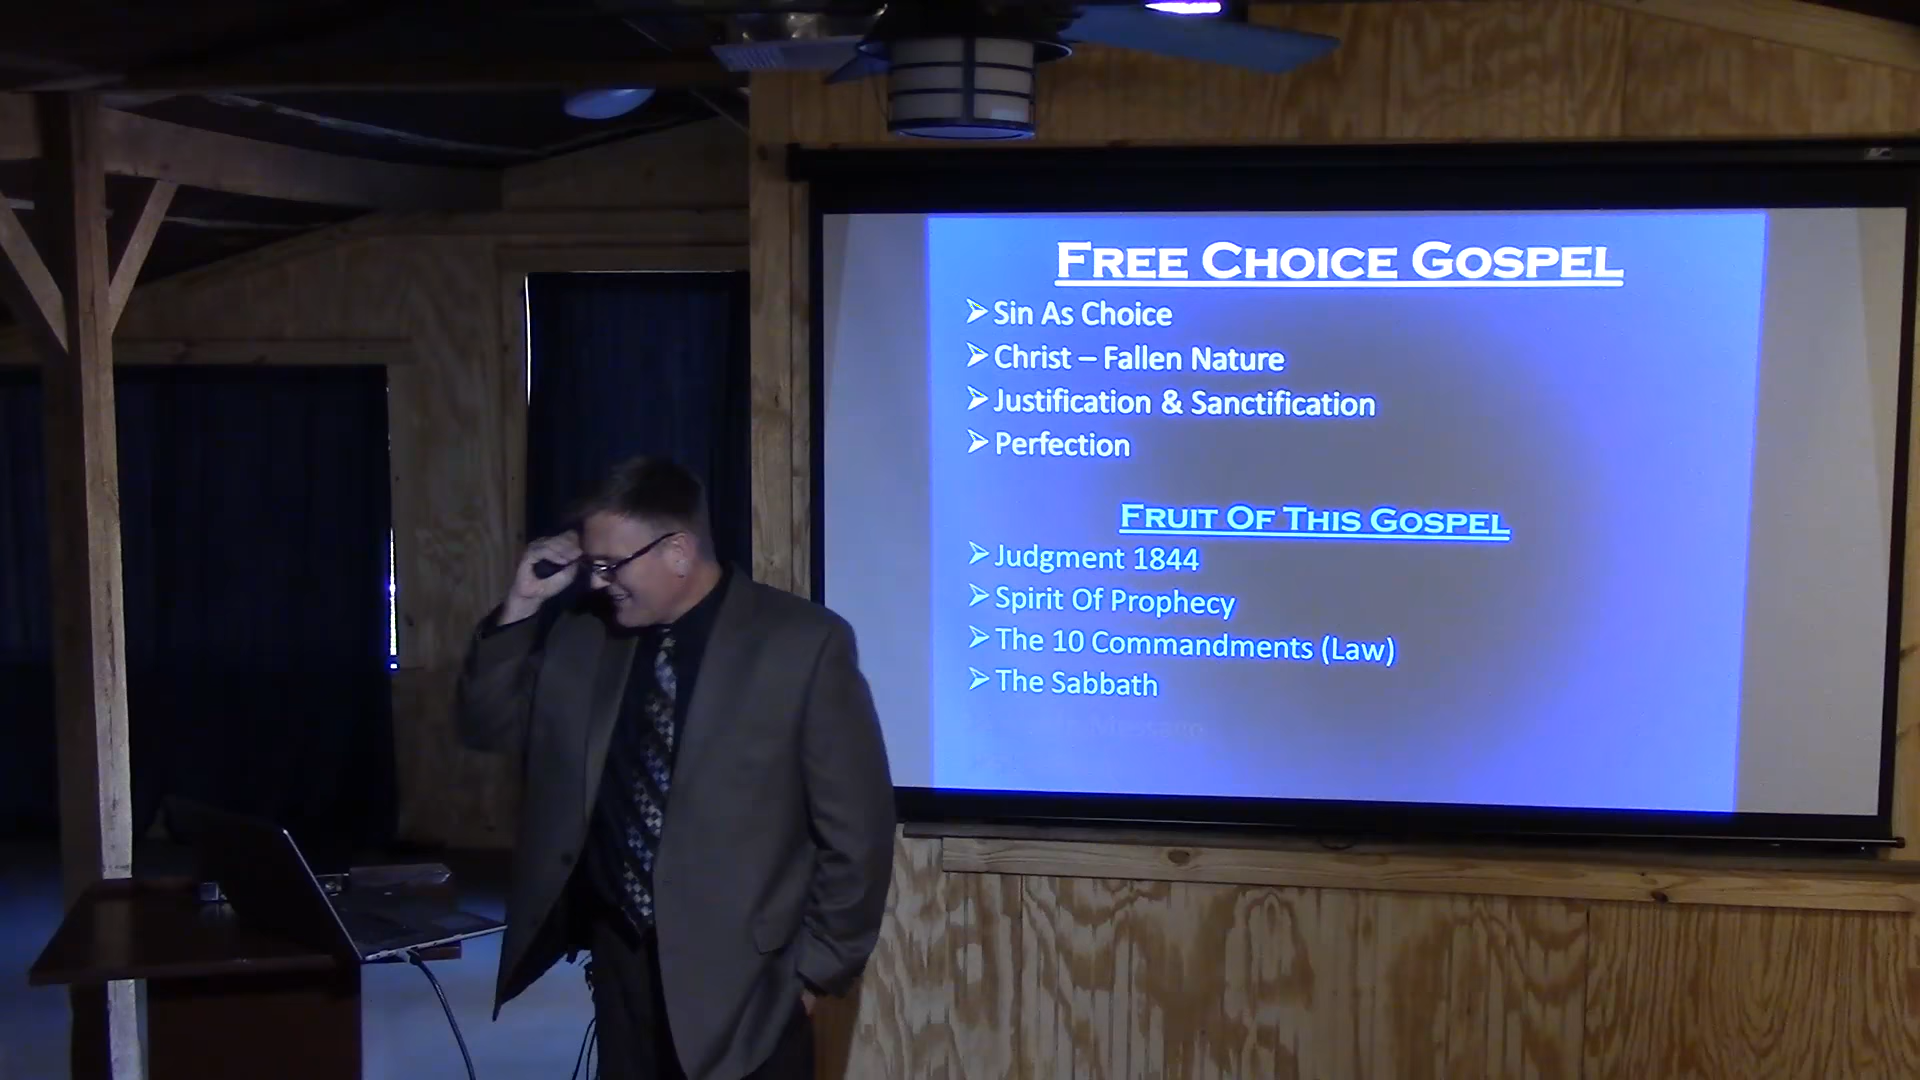 FREE CHOICE GOSPEL
➢Sin As Choice
➢Christ – Fallen Nature
➢Justification & Sanctification
➢Perfection
FRUIT OF THIS GOSPEL
➢Judgment 1844
➢Spirit Of Prophecy
➢The 10 Commandments (Law)
➢The Sabbath
Message